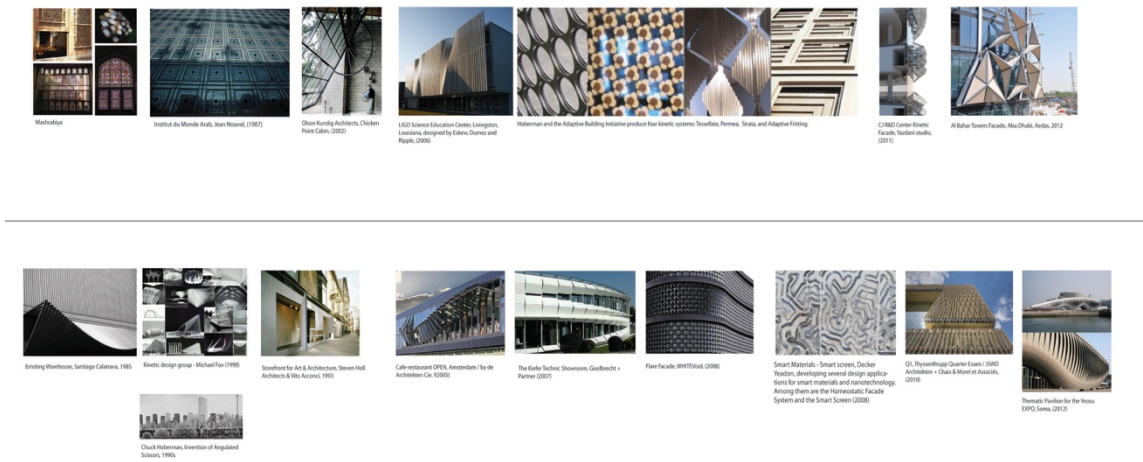 Mashrabiya
Institut du Monde Arab, Jean Nouvel, (1987)
Olson Kundig Architects, Chicken
Point Cabin, (2002)
LIGO Science Education Center, Livingston,
Louisiana, designed by Eskew, Dumez and
Ripple, (2006)
Hoberman and the Adaptive Building Initiative produce four kinetic systems: Tessellate, Permea, Strata, and Adaptive Fritting.
CJ R&D Center Kinetic
Facade, Yazdani studio,
(2011)
Al Bahar Towers Facade, Abu Dhabi, Aedas, 2012
Ernsting Warehouse, Santiago Calatrava, 1985
Kinetic design group - Michael Fox (1998)
Storefront for Art & Architecture, Steven Holl
Architects & Vito Acconci, 1993
Cafe-restaurant OPEN, Amsterdam / by de
Architekten Cie. 92005)
The Kiefer Technic Showroom, Giselbrecht +
Partner (2007)
Flare Facade, WHITEVoid, (2008)
Smart Materials - Smart screen, Decker
Yeadon, developing several design applica-
tions for smart materials and nanotechnology.
Among them are the Homeostatic Facade
System and the Smart Screen (2008)
Q1, ThyssenKrupp Quarter Essen / JSWD
Architekten + Chaix & Morel et Associés,
(2010)
Thematic Pavilion for the Yeosu
EXPO, Soma, (2012)
Chuck Hoberman, Invention of Angulated
Scissors, 1990s